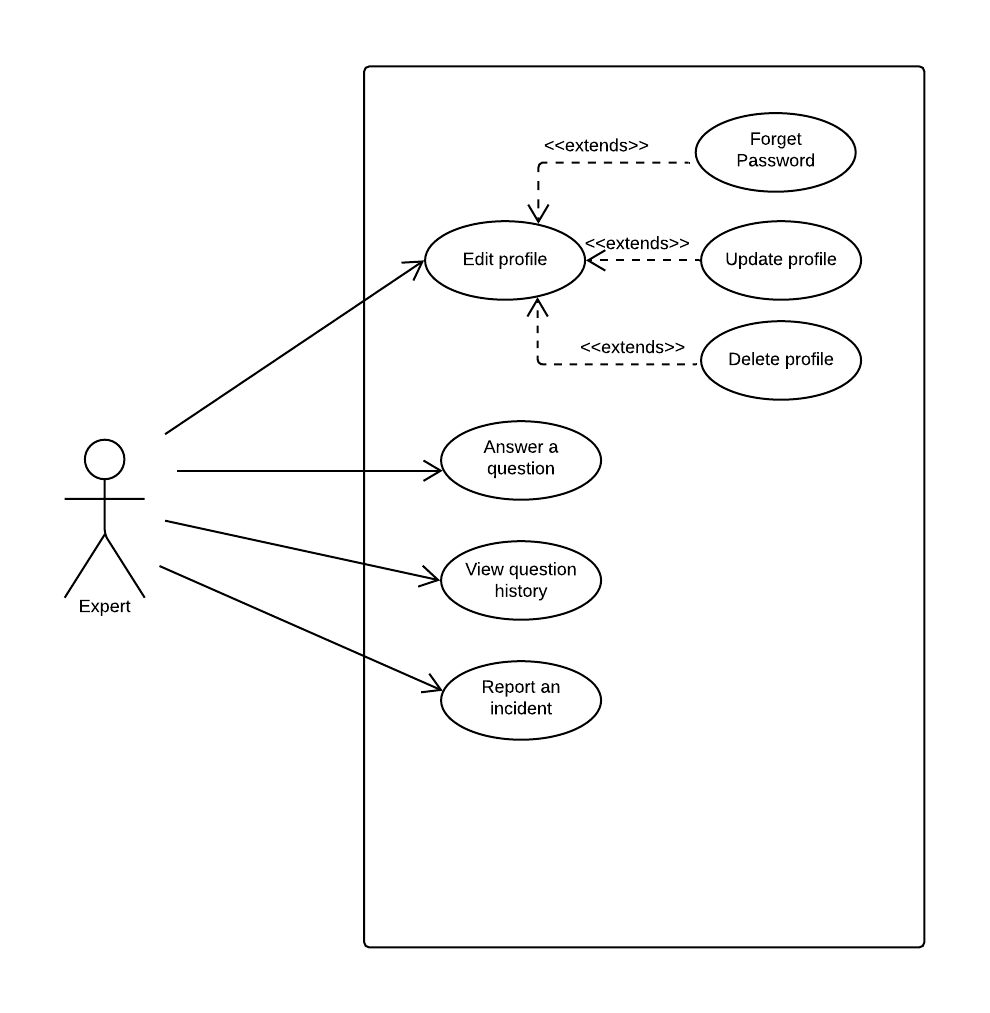 <<extends>>
Forget
Password
Edit profile
<<extends>>
Update profile
<<extends>>
Delete profile
Answer a
question
View question
history
Expert
Report an
incident